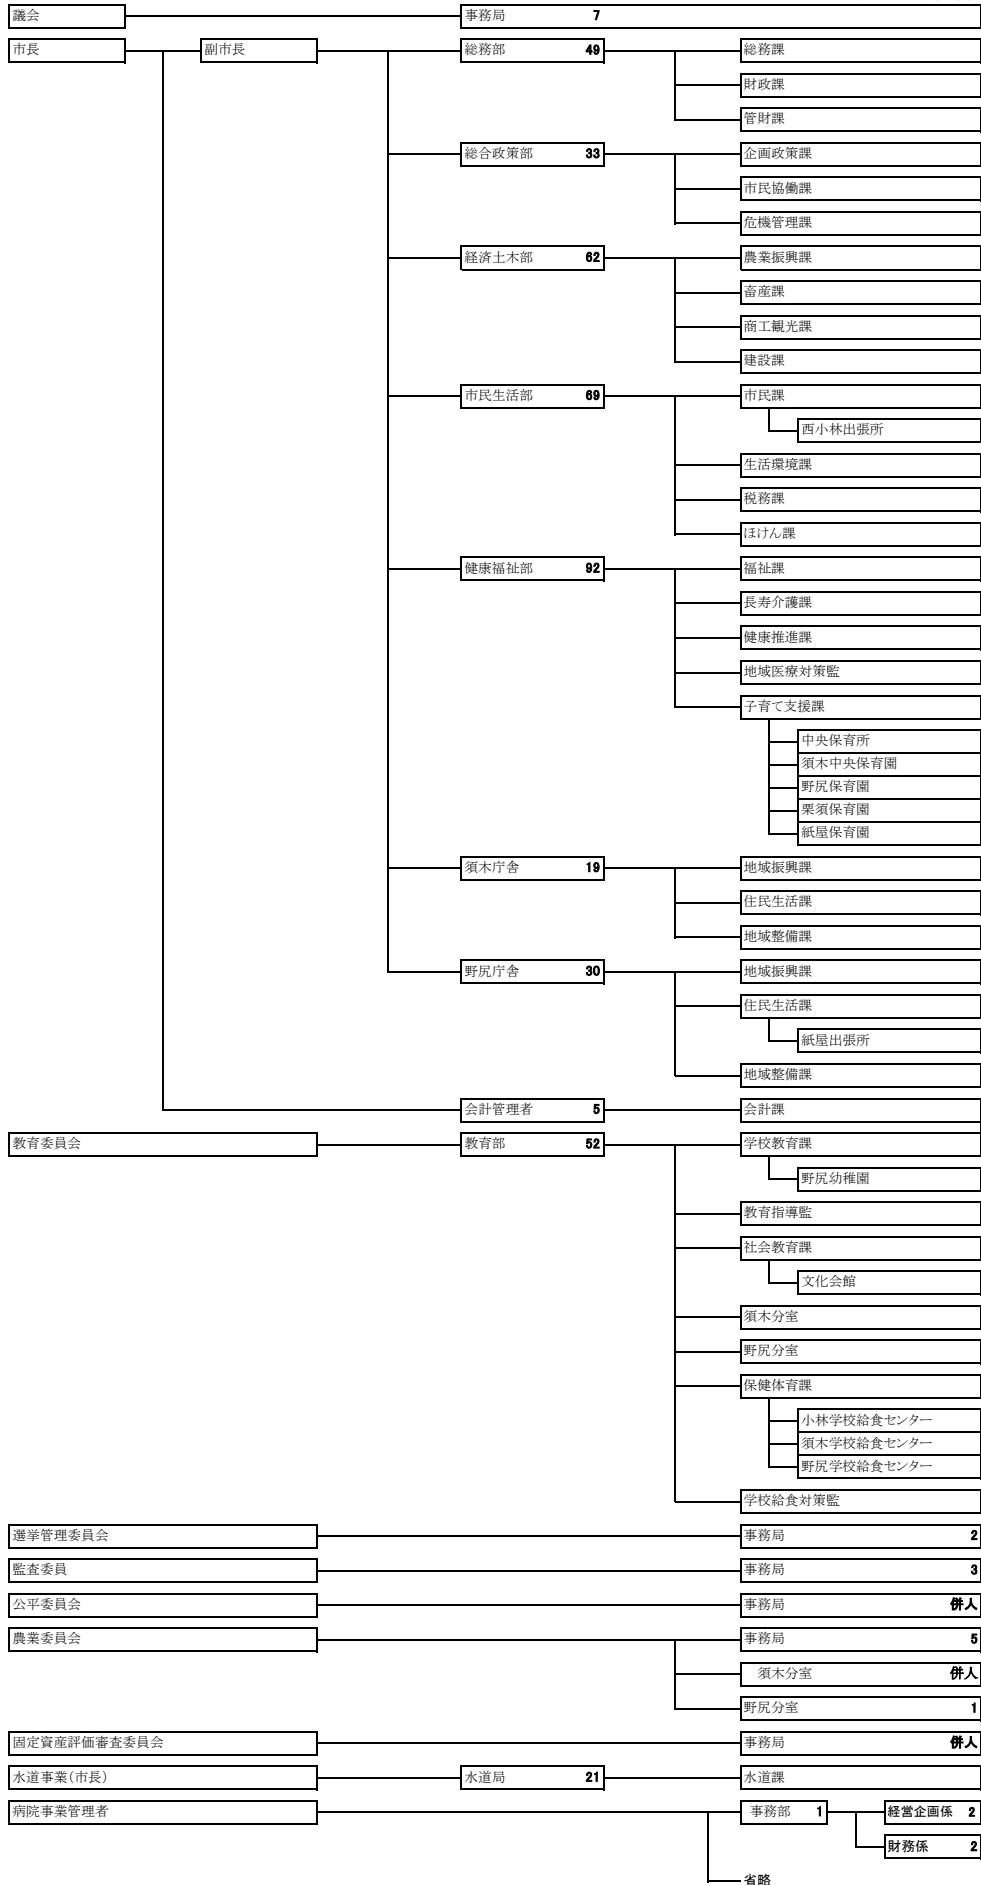 議会 事務局 7
市長 副市長 総務部 49 総務課
財政課
管財課
総合政策部 33 企画政策課
市民協働課
危機管理課
経済土木部 62 農業振興課
畜産課
商工観光課
建設課
市民生活部 69 市民課
西小林出張所
生活環境課
税務課
ほけん課
健康福祉部 92 福祉課
長寿介護課
健康推進課
地域医療対策監
子育て支援課
中央保育所
須木中央保育園
野尻保育園
栗須保育園
紙屋保育園
須木庁舎 19 地域振興課
住民生活課
地域整備課
野尻庁舎 30 地域振興課
住民生活課
紙屋出張所
地域整備課
会計管理者 5 会計課
教育委員会 教育部 52 学校教育課
野尻幼稚園
教育指導監
社会教育課
文化会館
須木分室
野尻分室
保健体育課
小林学校給食センター
須木学校給食センター
野尻学校給食センター
学校給食対策監
選挙管理委員会 事務局 2
監査委員 事務局 3
公平委員会 事務局 併人
農業委員会 事務局 5
須木分室 併人
野尻分室 1
固定資産評価審査委員会 事務局 併人
水道事業(市長) 水道局 21 水道課
病院事業管理者 事務部 1 経営企画係 2
財務係 2
省略